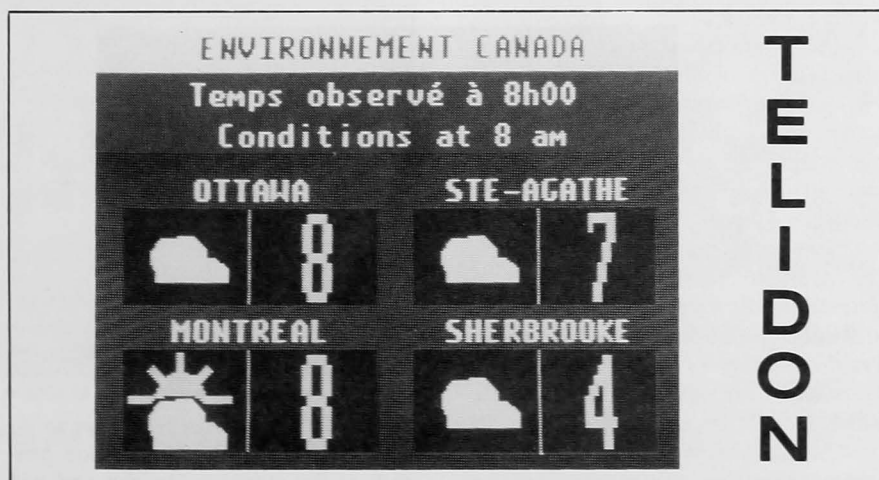 ENVIRONNEMENT CANADA
Temps observé à 8h00
Conditions at 8 am
OTTAWA
STE-AGATHE
8
7
MONTREAL
SHERBROOKE
8
4
TELIDON